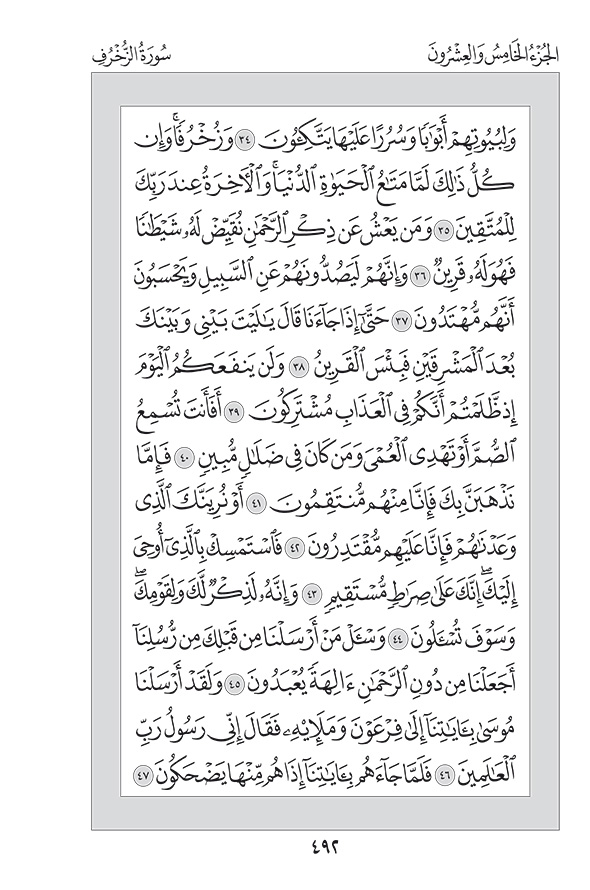 الجُزْءُ الخَامِسُ وَالعِشْرُونَ
سُورَةُ الزُّخْرُفِ
وَلِبُيُوتِهِمْ أَبْوَٰبًا وَسُرُرًا عَلَيْهَا يَتَّكِـُٔونَ ٣٤ وَزُخْرُفًا ۚ وَإِن
كُلُّ ذَٰلِكَ لَمَّا مَتَٰعُ ٱلْحَيَوٰةِ ٱلدُّنْيَا ۚ وَٱلْءَاخِرَةُ عِندَ رَبِّكَ
لِلْمُتَّقِينَ ٣٥ وَمَن يَعْشُ عَن ذِكْرِ ٱلرَّحْمَٰنِ نُقَيِّضْ لَهُۥ شَيْطَٰنًا
فَهُوَ لَهُۥ قَرِينٌ ٣٦ وَإِنَّهُمْ لَيَصُدُّونَهُمْ عَنِ ٱلسَّبِيلِ وَيَحْسَبُونَ
أَنَّهُم مُّهْتَدُونَ ٣٧ حَتَّىٰٓ إِذَا جَآءَنَا قَالَ يَٰلَيْتَ بَيْنِى وَبَيْنَكَ
بُعْدَ ٱلْمَشْرِقَيْنِ فَبِئْسَ ٱلْقَرِينُ ٣٨ وَلَن يَنفَعَكُمُ ٱلْيَوْمَ
إِذ ظَّلَمْتُمْ أَنَّكُمْ فِى ٱلْعَذَابِ مُشْتَرِكُونَ ٣٩ أَفَأَنتَ تُسْمِعُ
ٱلصُّمَّ أَوْ تَهْدِى ٱلْعُمْىَ وَمَن كَانَ فِى ضَلَٰلٍ مُّبِينٍ ٤٠ فَإِمَّا
نَذْهَبَنَّ بِكَ فَإِنَّا مِنْهُم مُّنتَقِمُونَ ٤١ أَوْ نُرِيَنَّكَ ٱلَّذِى
وَعَدْنَٰهُمْ فَإِنَّا عَلَيْهِم مُّقْتَدِرُونَ ٤٢ فَٱسْتَمْسِكْ بِٱلَّذِىٓ أُوحِىَ
إِلَيْكَ ۖ إِنَّكَ عَلَىٰ صِرَٰطٍ مُّسْتَقِيمٍ ٤٣ وَإِنَّهُۥ لَذِكْرٌ لَّكَ وَلِقَوْمِكَ ۖ
وَسَوْفَ تُسْـَٔلُونَ ٤٤ وَسْـَٔلْ مَنْ أَرْسَلْنَا مِن قَبْلِكَ مِن رُّسُلِنَآ
أَجَعَلْنَا مِن دُونِ ٱلرَّحْمَٰنِ ءَالِهَةً يُعْبَدُونَ ٤٥ وَلَقَدْ أَرْسَلْنَا
مُوسَىٰ بِـَٔايَٰتِنَآ إِلَىٰ فِرْعَوْنَ وَمَلَإِي۟هِۦ فَقَالَ إِنِّى رَسُولُ رَبِّ
ٱلْعَٰلَمِينَ ٤٦ فَلَمَّا جَآءَهُم بِـَٔايَٰتِنَآ إِذَا هُم مِّنْهَا يَضْحَكُونَ ٤٧
٤٩٢